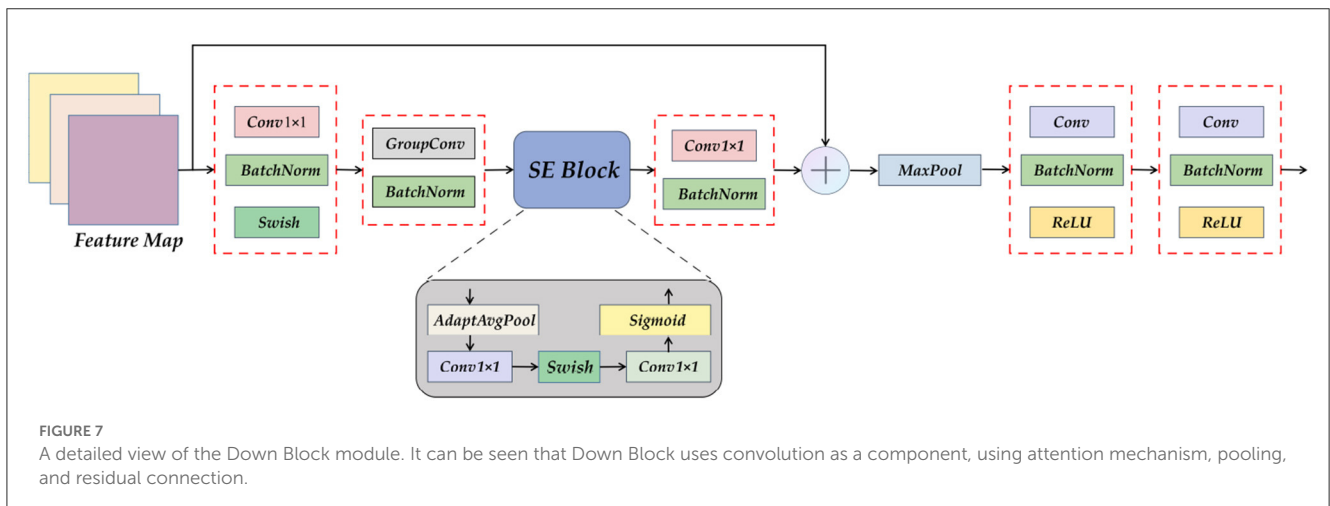 Feature Map
Conv 1×1
BatchNorm
Swish
GroupConv
BatchNorm
SE Block
Conv1×1
BatchNorm
+
MaxPool
Conv
BatchNorm
ReLU
Conv
BatchNorm
ReLU
AdaptAvgPool
Conv1×1
Swish
Conv1×1
Sigmoid
FIGURE 7
A detailed view of the Down Block module. It can be seen that Down Block uses convolution as a component, using attention mechanism, pooling,
and residual connection.